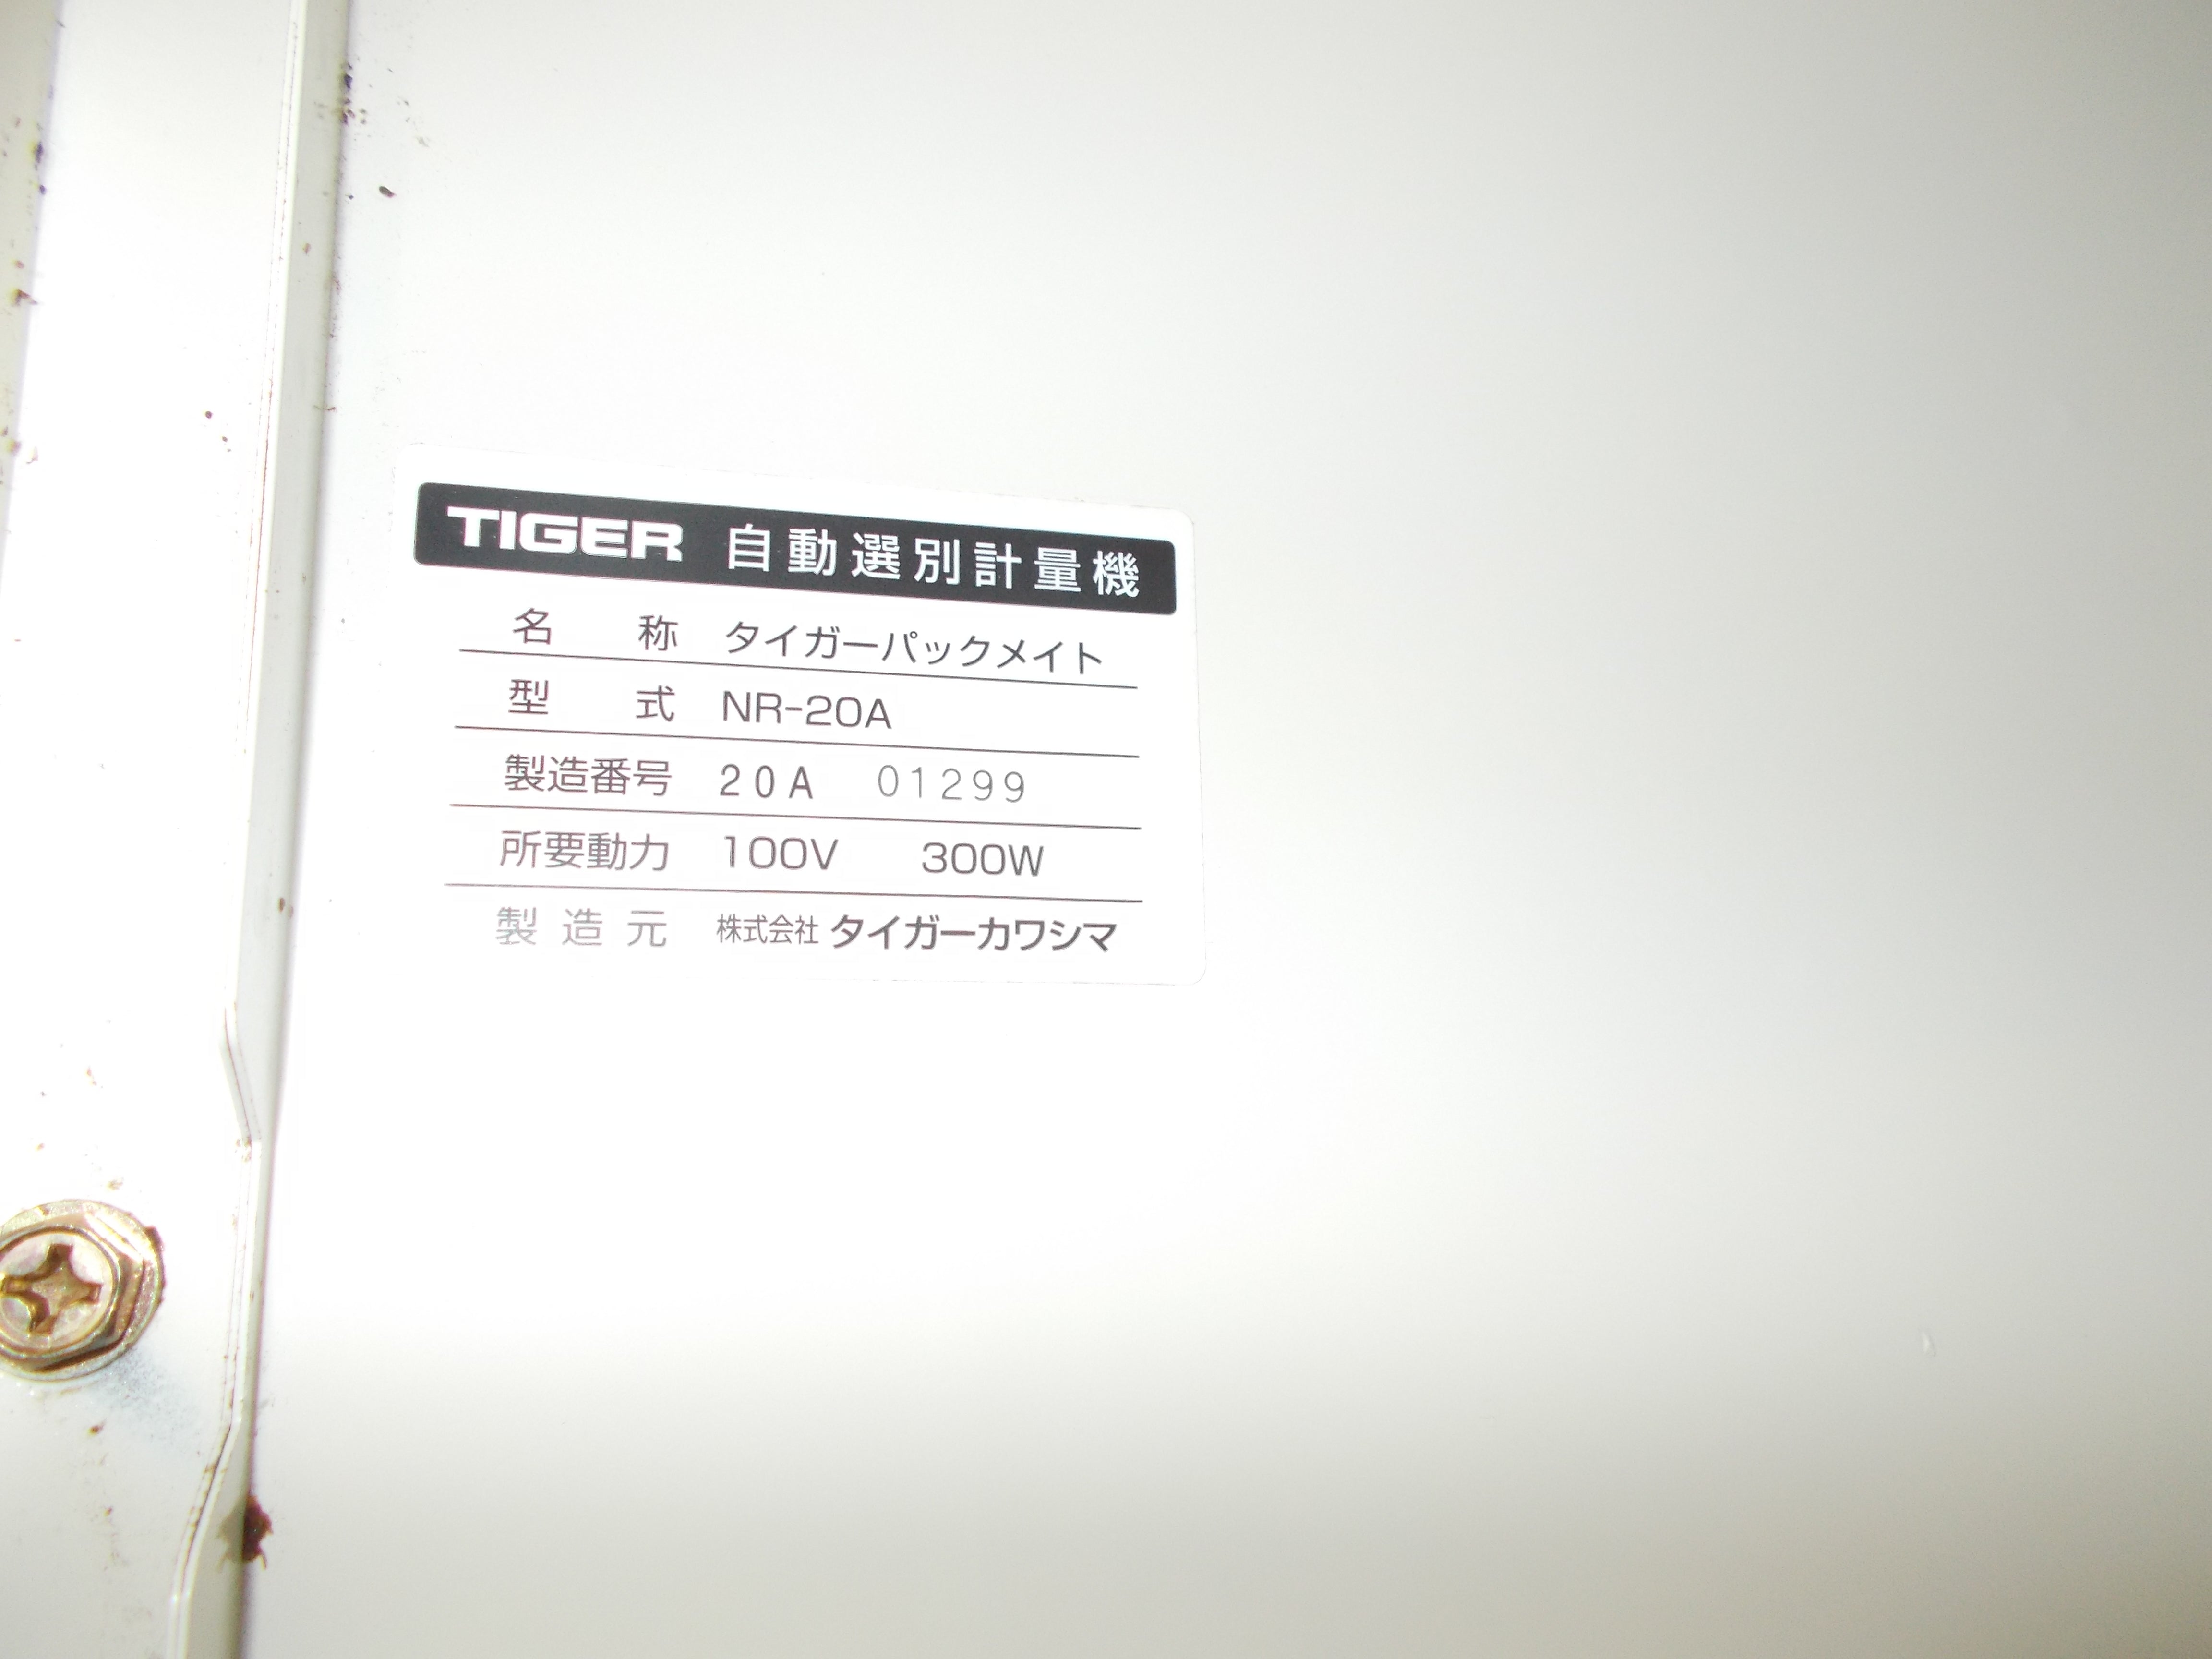 TIGER 自動選別計量機
名称 タイガーパックメイト
型式 NR-20A
製造番号 20A 01299
所要動力 100V 300W
製造元 株式会社 タイガーカワシマ